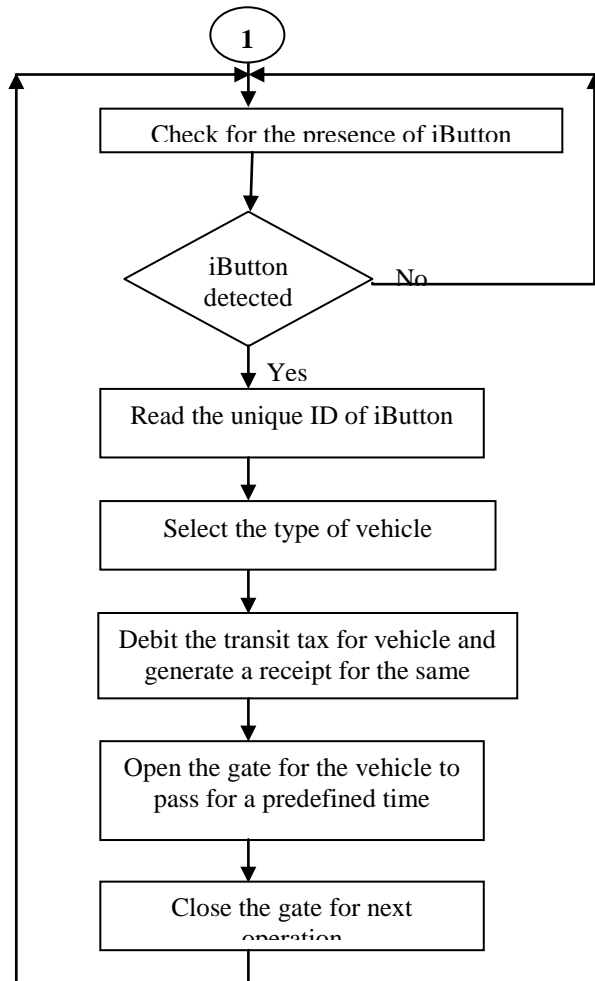 1
Check for the presence of iButton
iButton
detected
No
Yes
Read the unique ID of iButton
Select the type of vehicle
Debit the transit tax for vehicle and
generate a receipt for the same
Open the gate for the vehicle to
pass for a predefined time
Close the gate for next
operation